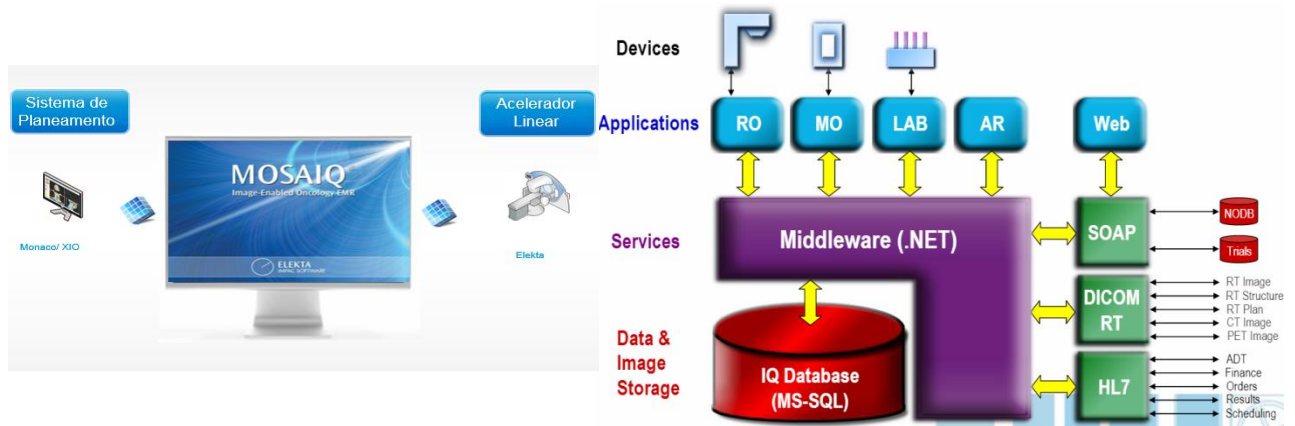 Sistema de
Planeamento
Acelerador
Linear
MOSAIQ
Image-Enabled Oncology EMR
ELEKTA
IMPAC SOFTWARE
Monaco/ XIO
Elekta
Devices
Applications
RO
MO
LAB
AR
Web
Services
Middleware (.NET)
SOAP
NODB
Trials
DICOM
RT
RT Image
RT Structure
RT Plan
CT Image
PET Image
Data &
Image
Storage
IQ Database
(MS-SQL)
HL7
ADT
Finance
Orders
Results
Scheduling